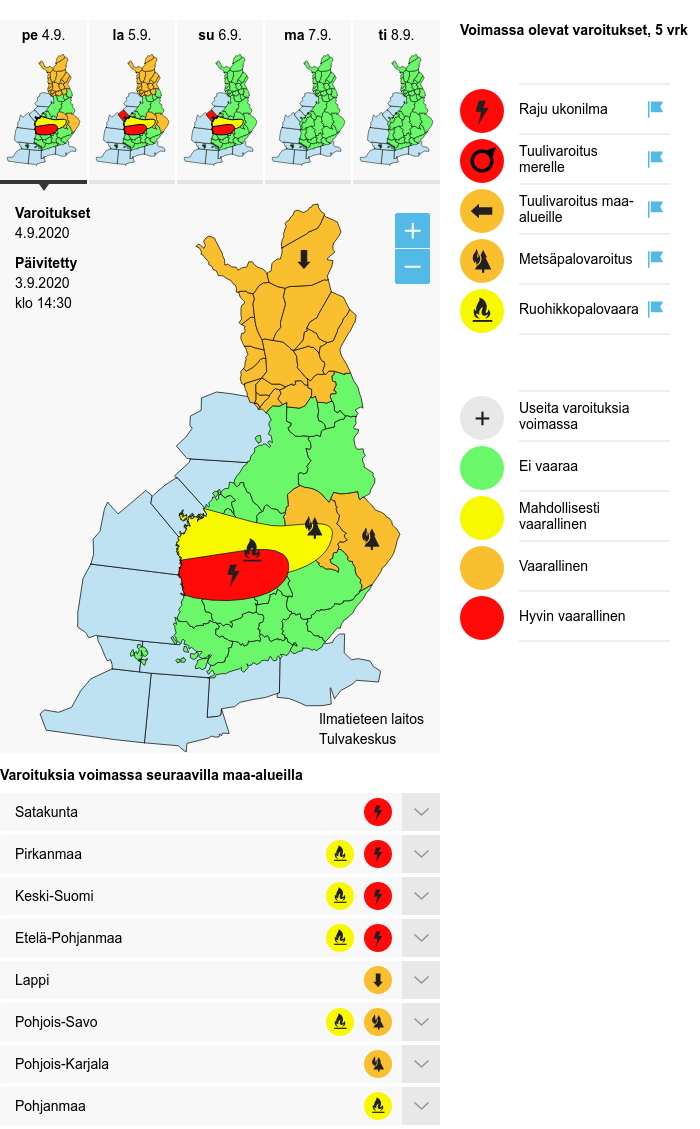 pe 4.9.
la 5.9.
su 6.9.
ma 7.9.
ti 8.9.
Varoitukset
4.9.2020
Päivitetty
3.9.2020
klo 14:30
+
−
Ilmatieteen laitos
Tulvakeskus
Voimassa olevat varoitukset, 5 vrk
Raju ukonilma
Tuulivaroitus
merelle
Tuulivaroitus maa-
alueille
Metsäpalovaroitus
Ruohikkopalovaara
+
Useita varoituksia
voimassa
Ei vaaraa
Mahdollisesti
vaarallinen
Vaarallinen
Hyvin vaarallinen
Varoituksia voimassa seuraavilla maa-alueilla
Satakunta
Pirkanmaa
Keski-Suomi
Etelä-Pohjanmaa
Lappi
Pohjois-Savo
Pohjois-Karjala
Pohjanmaa